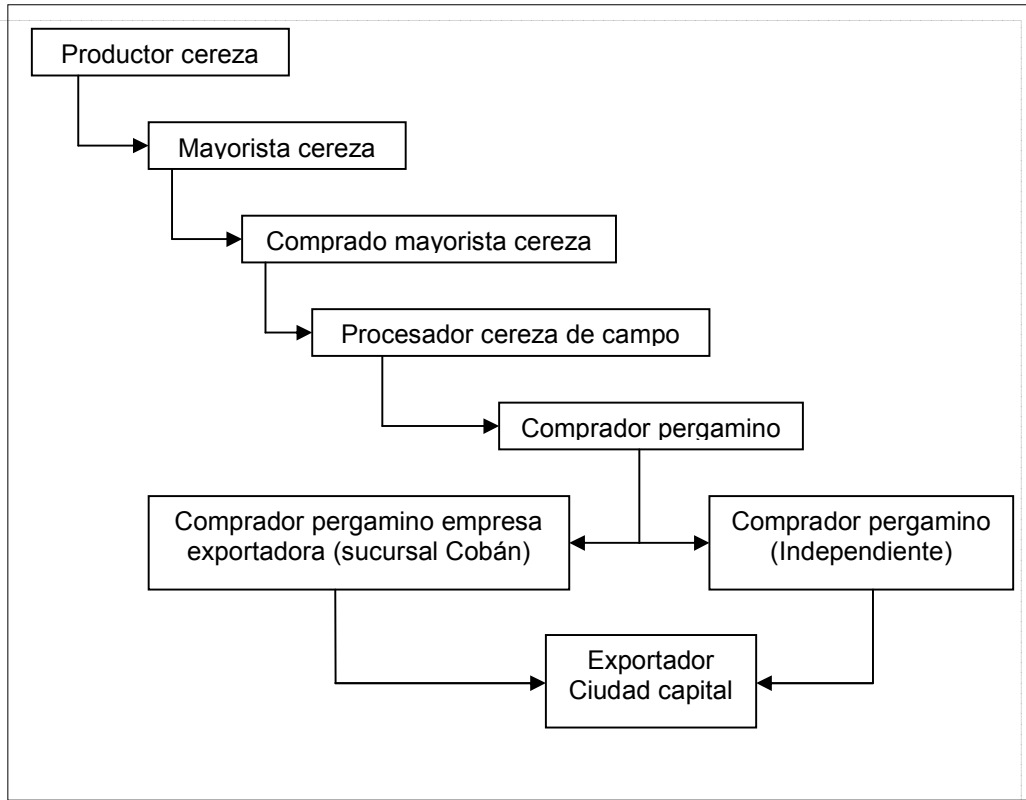 Productor cereza
Mayorista cereza
Comprado mayorista cereza
Procesador cereza de campo
Comprador pergamino
Comprador pergamino empresa
exportadora (sucursal Cobán)
Comprador pergamino
(Independiente)
Exportador
Ciudad capital